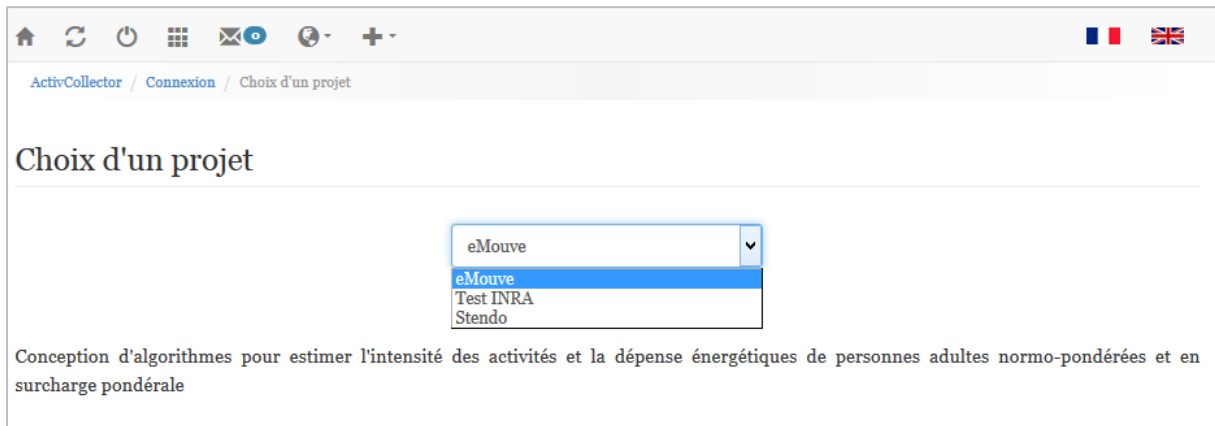 0
ActivCollector / Connexion / Choix d'un projet
Choix d'un projet
eMouve
eMouve
Test INRA
Stendo
Conception d'algorithmes pour estimer l'intensité des activités et la dépense énergétiques de personnes adultes normo-pondérées et en
surcharge pondérale